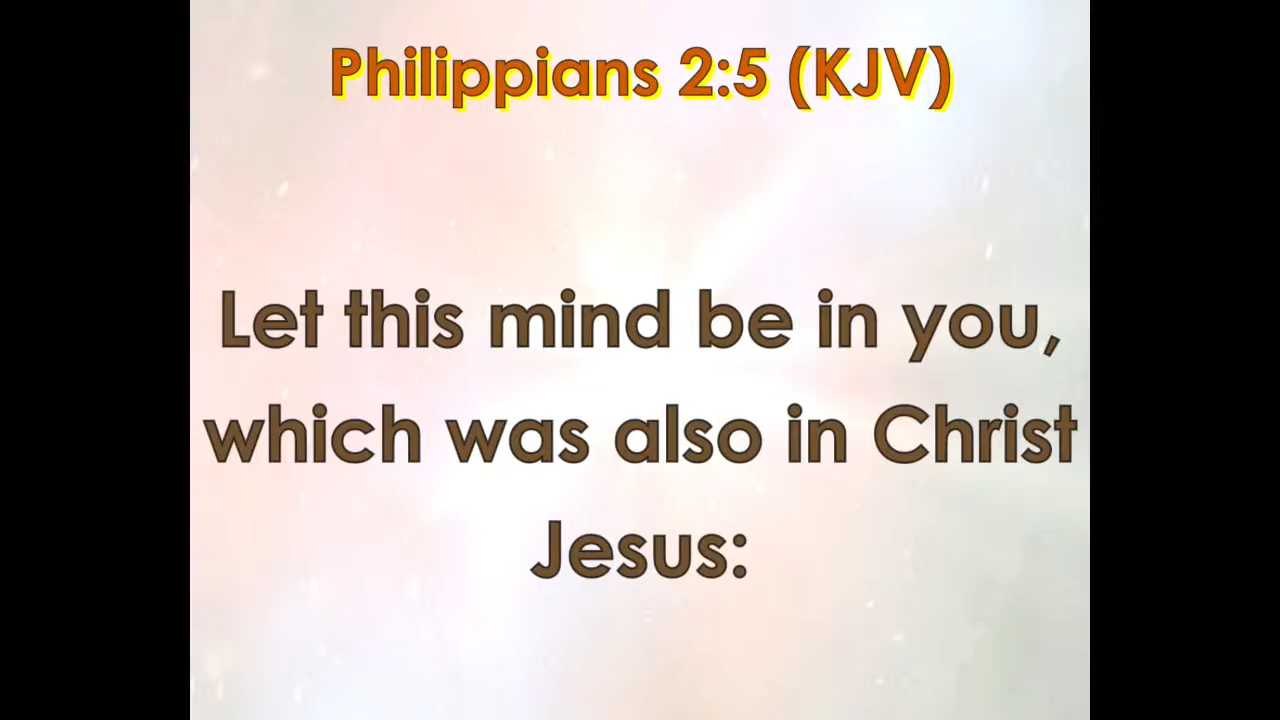 Philippians 2:5 (KJV)
Let this mind be in you,
which was also in Christ
Jesus: